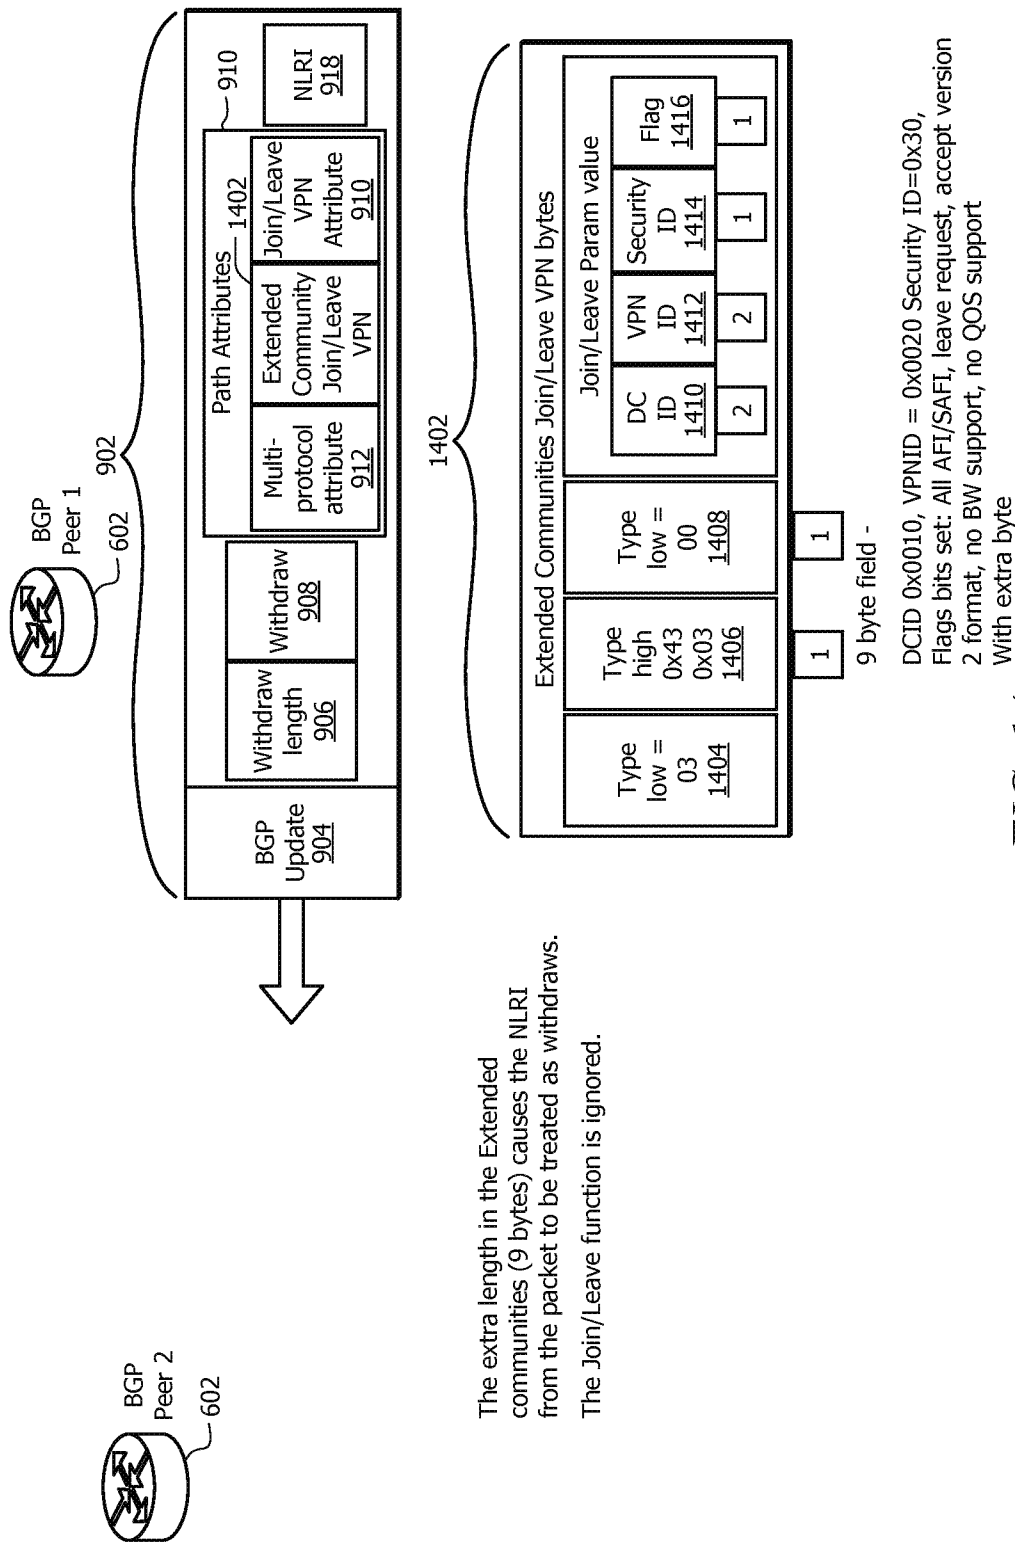 BGP
Peer 2
602
BGP
Peer 1
602
902
BGP
Update
904
Withdraw
length
906
Withdraw
908
Path Attributes
910
1402
Multi-
protocol
attribute
912
Extended
Community
Join/Leave
VPN
Join/Leave
VPN
Attribute
910
NLRI
918
The extra length in the Extended
communities (9 bytes) causes the NLRI
from the packet to be treated as withdraws.
The Join/Leave function is ignored.
1402
Extended Communities Join/Leave VPN bytes
Type
low =
03
1404
Type
high
0x43
0x03
1406
Type
low =
00
1408
Join/Leave Param value
DC
ID
1410
VPN
ID
1412
Security
ID
1414
Flag
1416
1
1
2
2
1
1
9 byte field -
DCID 0x0010, VPNID = 0x0020 Security ID=0x30,
Flags bits set: All AFI/SAFI, leave request, accept version
2 format, no BW support, no QOS support
With extra byte